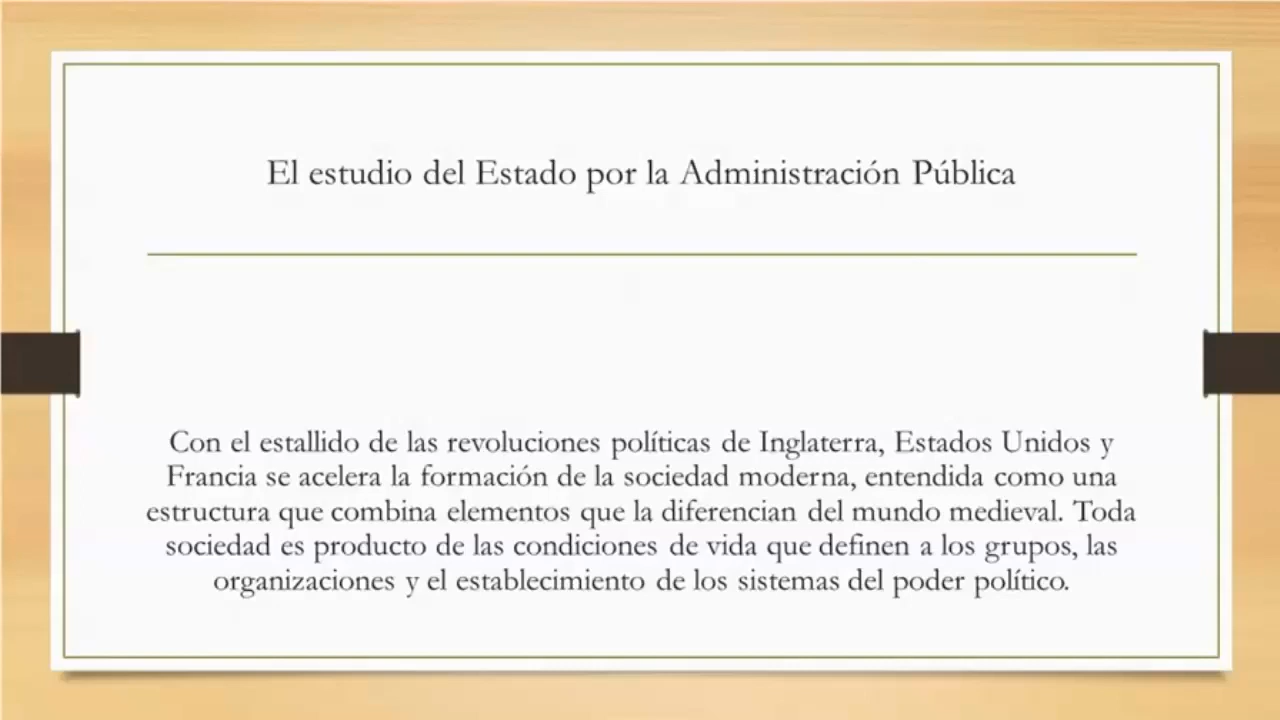 El estudio del Estado por la Administración Pública
Con el estallido de las revoluciones políticas de Inglaterra, Estados Unidos y
Francia se acelera la formación de la sociedad moderna, entendida como una
estructura que combina elementos que la diferencian del mundo medieval. Toda
sociedad es producto de las condiciones de vida que definen a los grupos, las
organizaciones y el establecimiento de los sistemas del poder político.